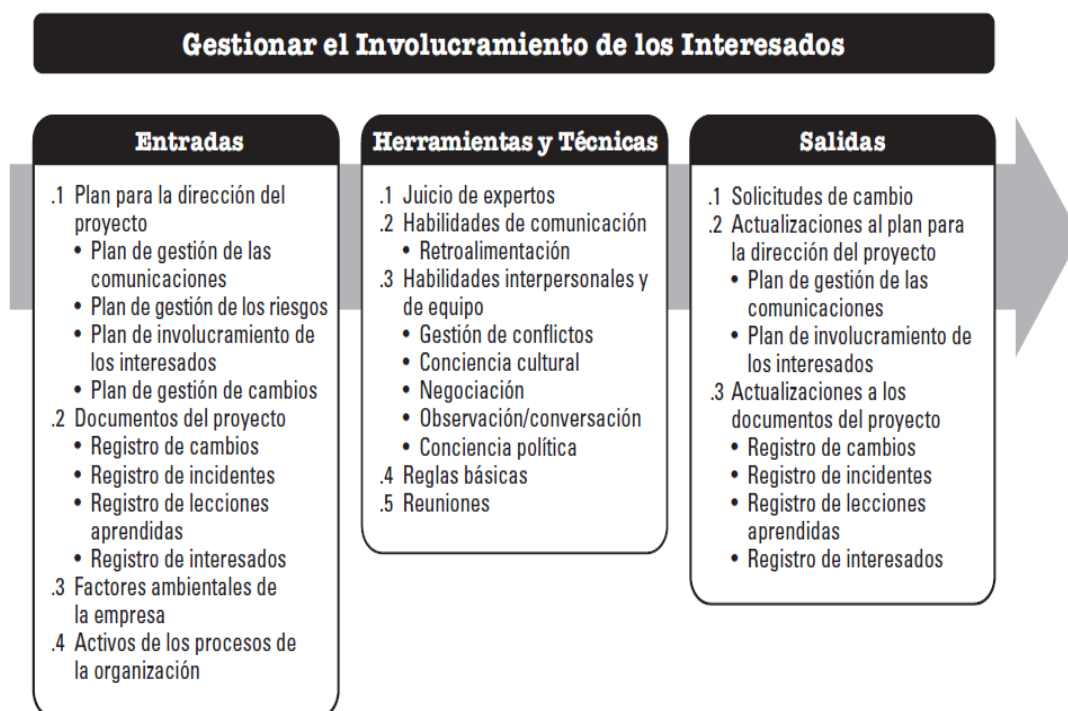 Gestionar el Involucramiento de los Interesados
Entradas
.1 Plan para la dirección del
proyecto
• Plan de gestión de las
comunicaciones
• Plan de gestión de los riesgos
• Plan de involucramiento de
los interesados
• Plan de gestión de cambios
.2 Documentos del proyecto
• Registro de cambios
• Registro de incidentes
• Registro de lecciones
aprendidas
• Registro de interesados
.3 Factores ambientales de
la empresa
.4 Activos de los procesos de
la organización
Herramientas y Técnicas
.1 Juicio de expertos
.2 Habilidades de comunicación
• Retroalimentación
.3 Habilidades interpersonales y
de equipo
• Gestión de conflictos
• Conciencia cultural
• Negociación
• Observación/conversación
• Conciencia política
.4 Reglas básicas
.5 Reuniones
Salidas
.1 Solicitudes de cambio
.2 Actualizaciones al plan para
la dirección del proyecto
• Plan de gestión de las
comunicaciones
• Plan de involucramiento de
los interesados
.3 Actualizaciones a los
documentos del proyecto
• Registro de cambios
• Registro de incidentes
• Registro de lecciones
aprendidas
• Registro de interesados